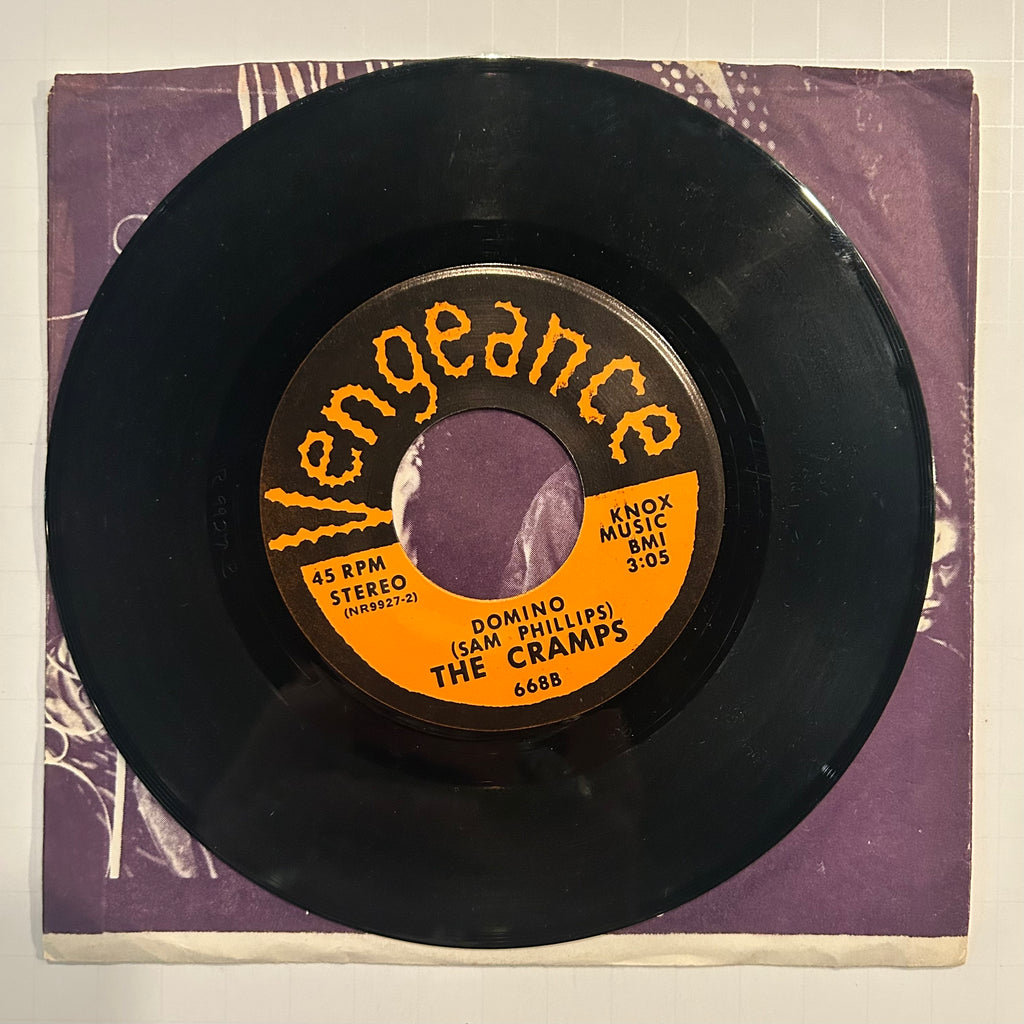 Vengeance
KNOX
MUSIC
BMI
3:05
45 RPM
STEREO
(NR9927-2)
DOMINO
(SAM PHILLIPS)
THE CRAMPS
668B